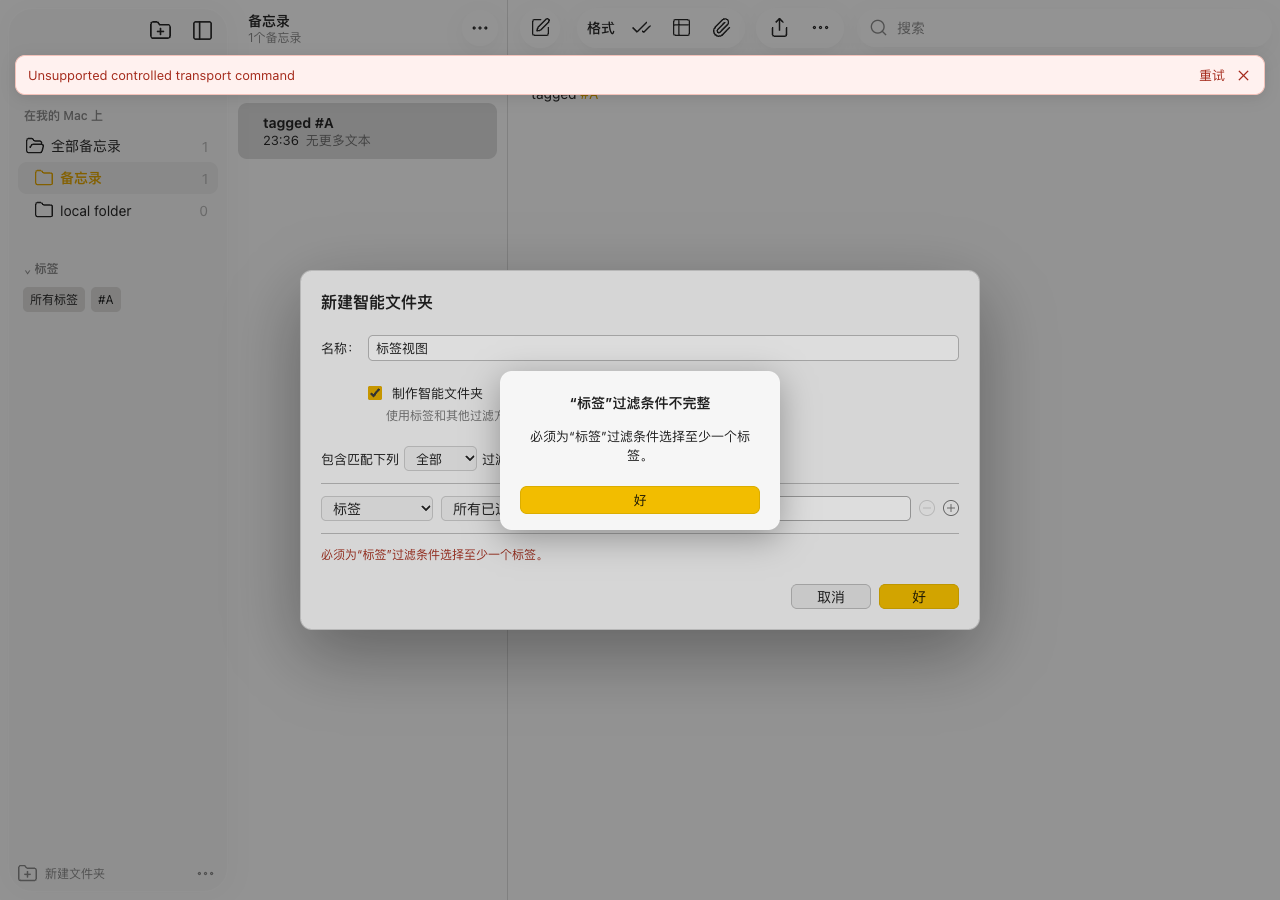 备忘录
1个备忘录
格式
搜索
Unsupported controlled transport command
重试
在我的 Mac 上
全部备忘录 1
备忘录 1
local folder 0
标签
所有标签 #A
新建文件夹
tagged #A
23:36 无更多文本
tagged #A
新建智能文件夹
名称：
标签视图
制作智能文件夹
使用标签和其他过滤
包含匹配下列 全部
标签
所有已
必须为“标签”过滤条件选择至少一个标签。
取消 好
“标签”过滤条件不完整
必须为“标签”过滤条件选择至少一个标
签。
好